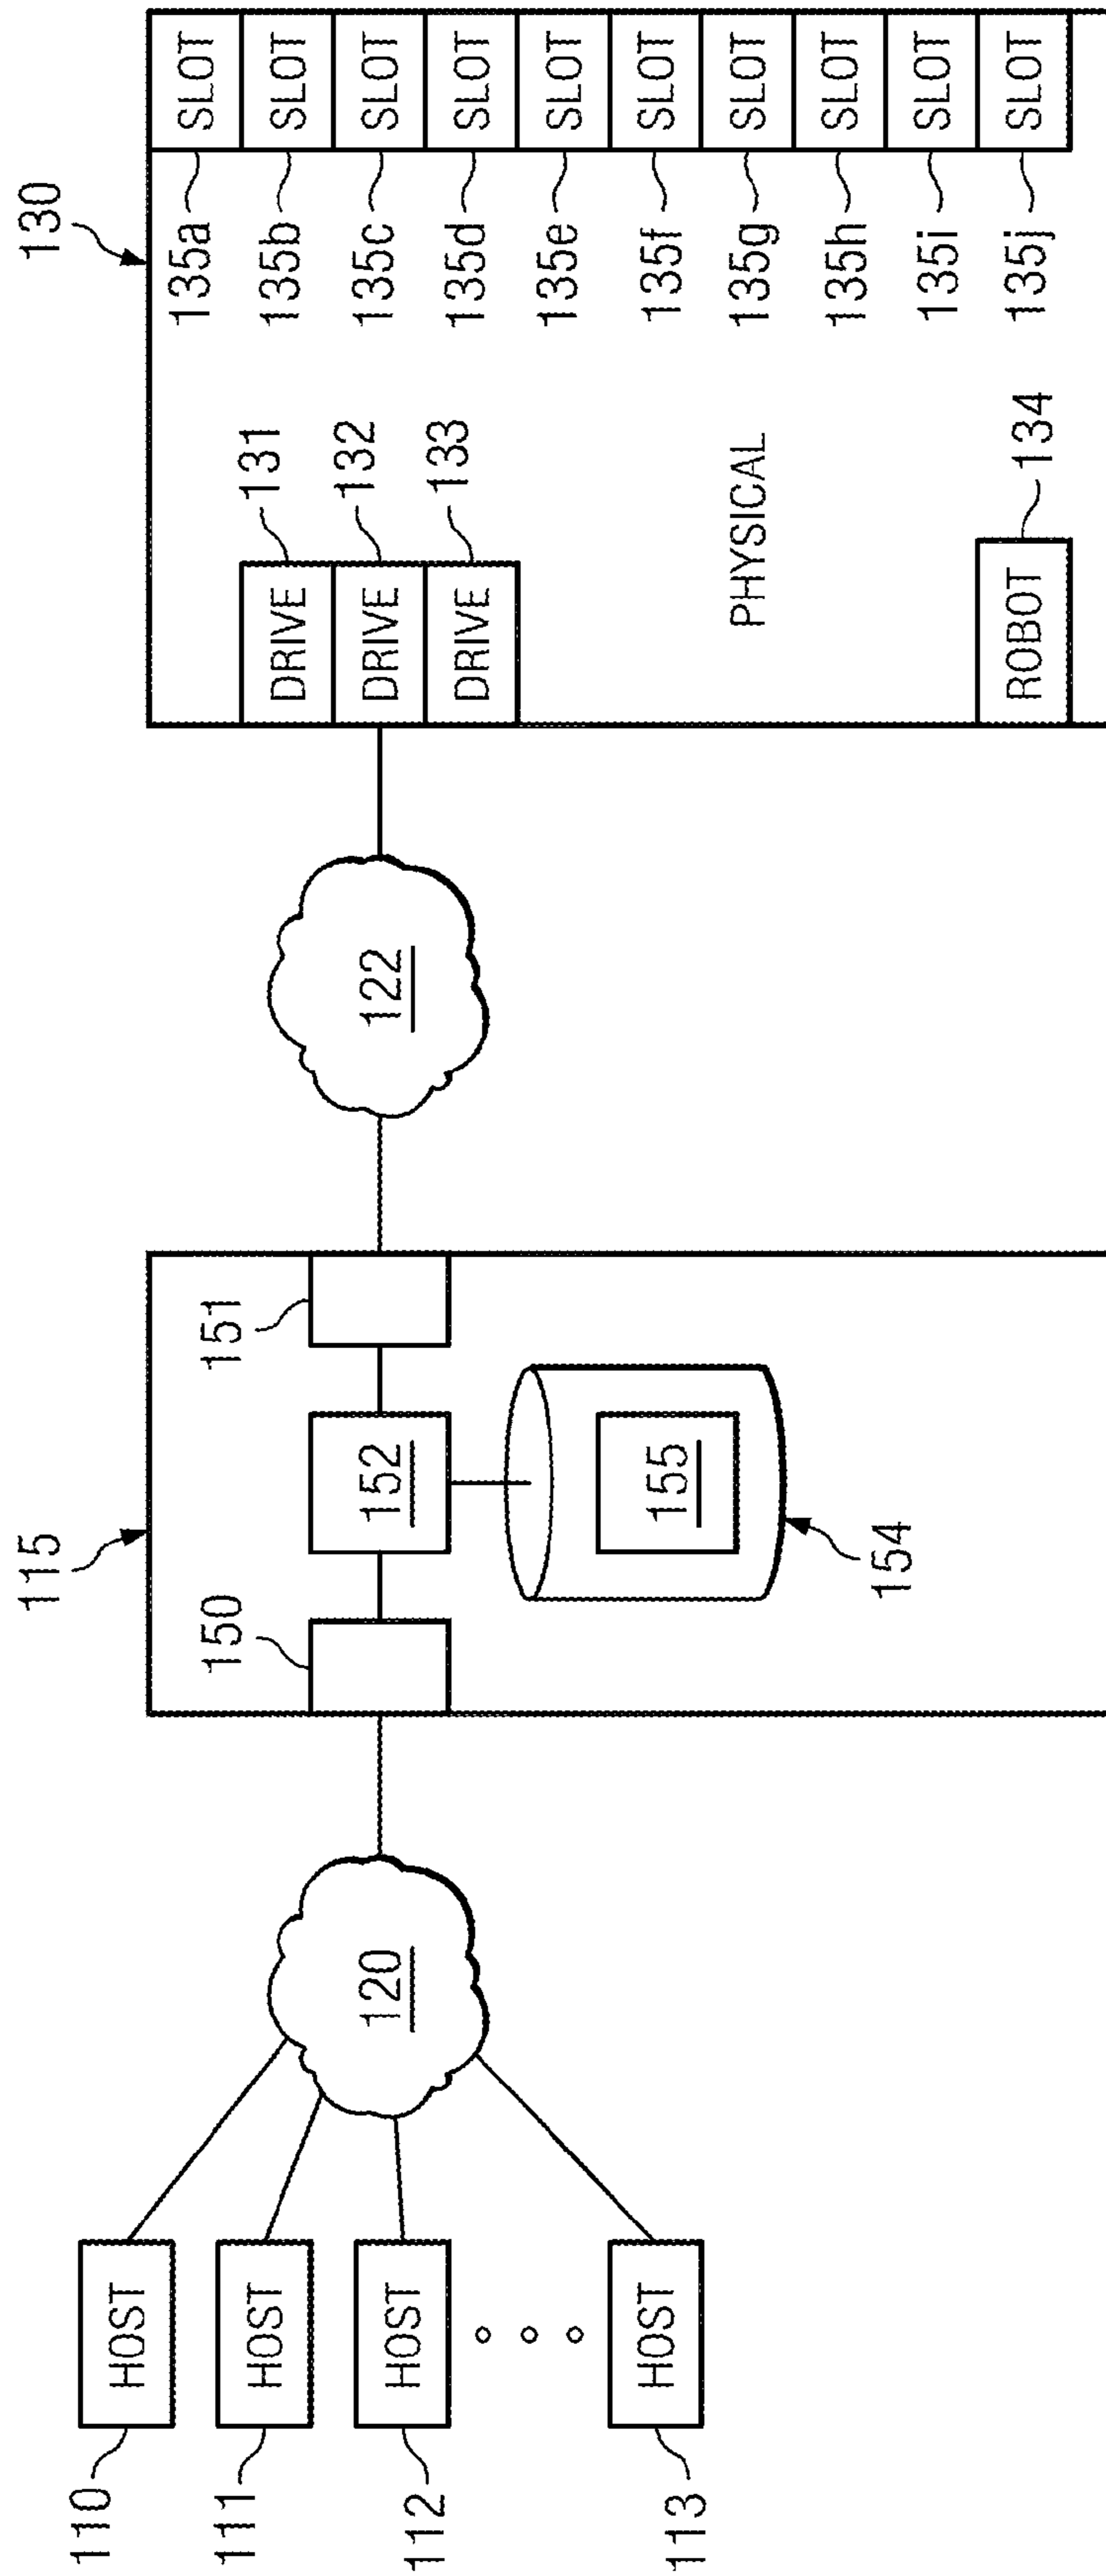 110
HOST
111
HOST
112
HOST
113
HOST
120
115
150
152
151
155
154
122
130
DRIVE
131
DRIVE
132
DRIVE
133
PHYSICAL
ROBOT
134
135a
SLOT
135b
SLOT
135c
SLOT
135d
SLOT
135e
SLOT
135f
SLOT
135g
SLOT
135h
SLOT
135i
SLOT
135j
SLOT